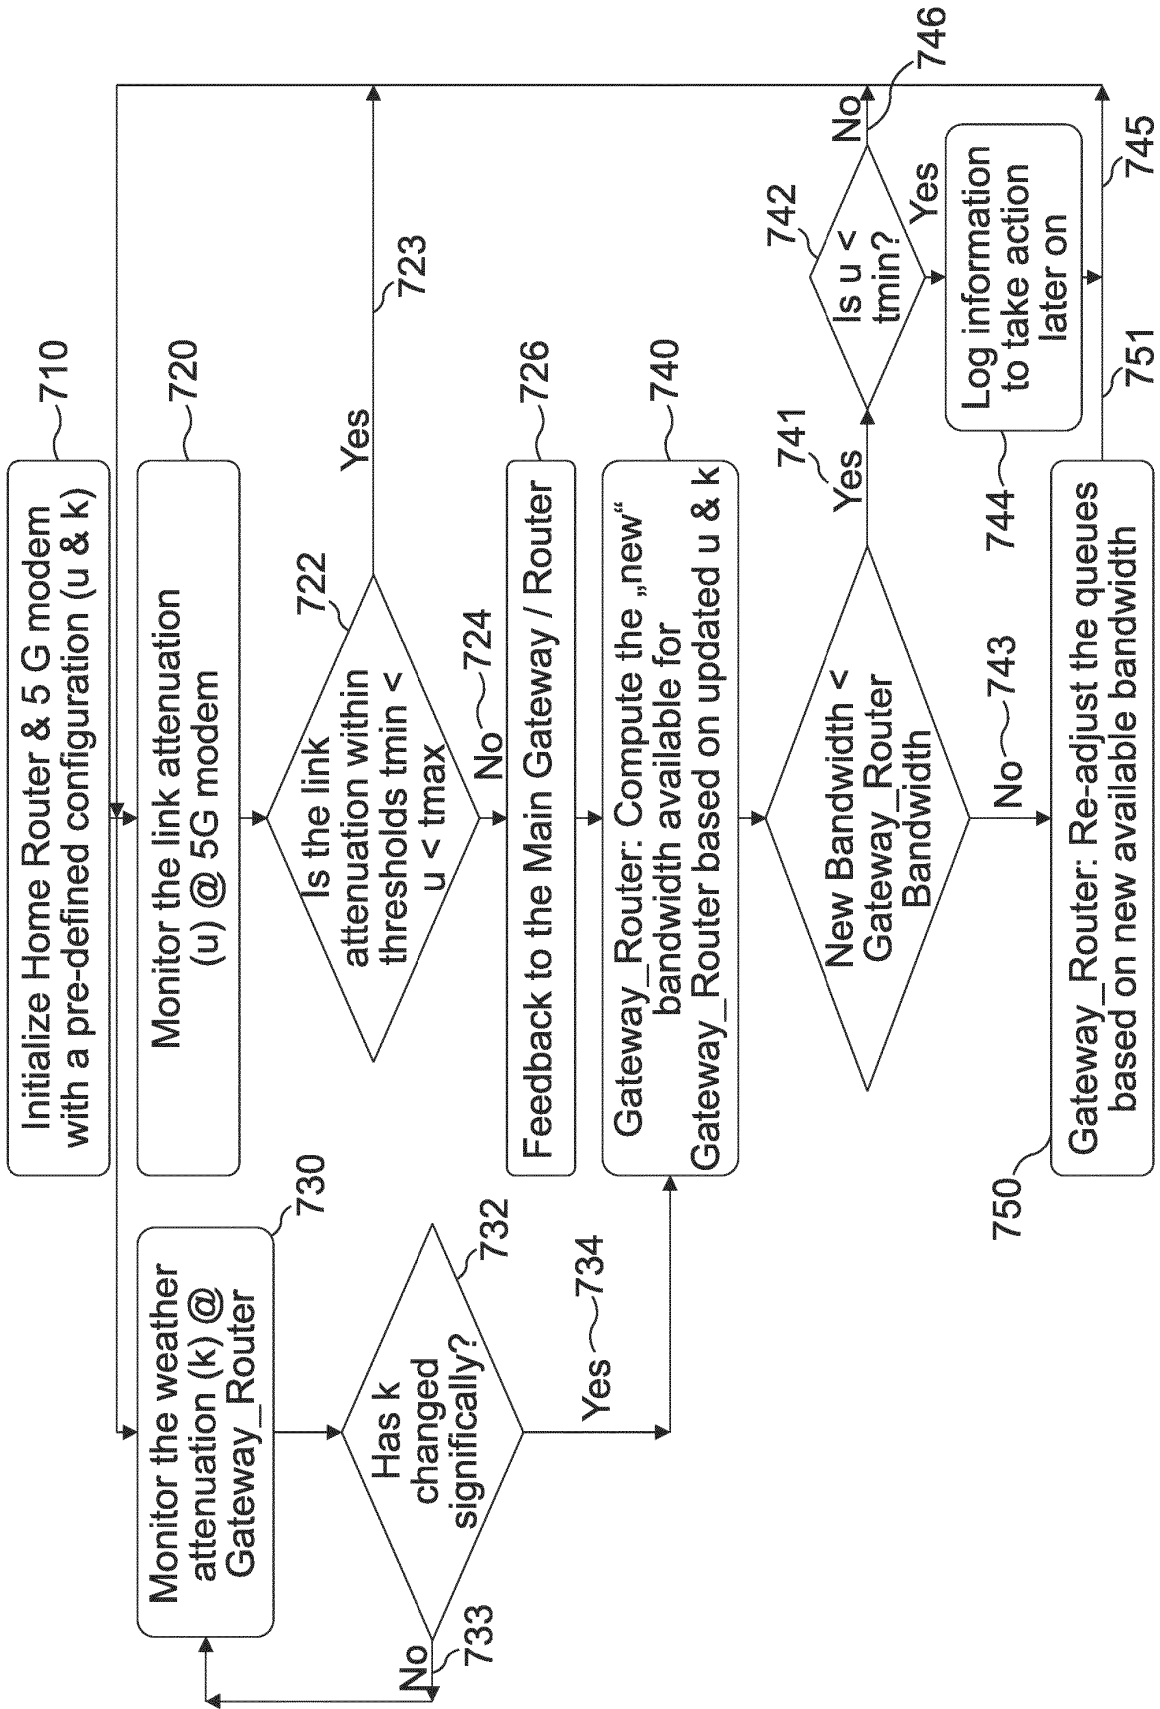 Initialize Home Router & 5 G modem
with a pre-defined configuration (u & k)
710
Monitor the link attenuation
(u) @ 5G modem
720
Monitor the weather
attenuation (k) @
Gateway_Router
730
Is the link
attenuation within
thresholds tmin <
u < tmax
722
Yes
723
No
724
Has k
changed
significantly?
732
No
733
Yes
734
Feedback to the Main Gateway / Router
726
Gateway_Router: Compute the „new“
bandwidth available for
Gateway_Router based on updated u & k
740
New Bandwidth <
Gateway_Router
Bandwidth
Yes
741
No
743
Is u <
tmin?
742
No
746
Yes
Log information
to take action
later on
744
745
Gateway_Router: Re-adjust the queues
based on new available bandwidth
750
751